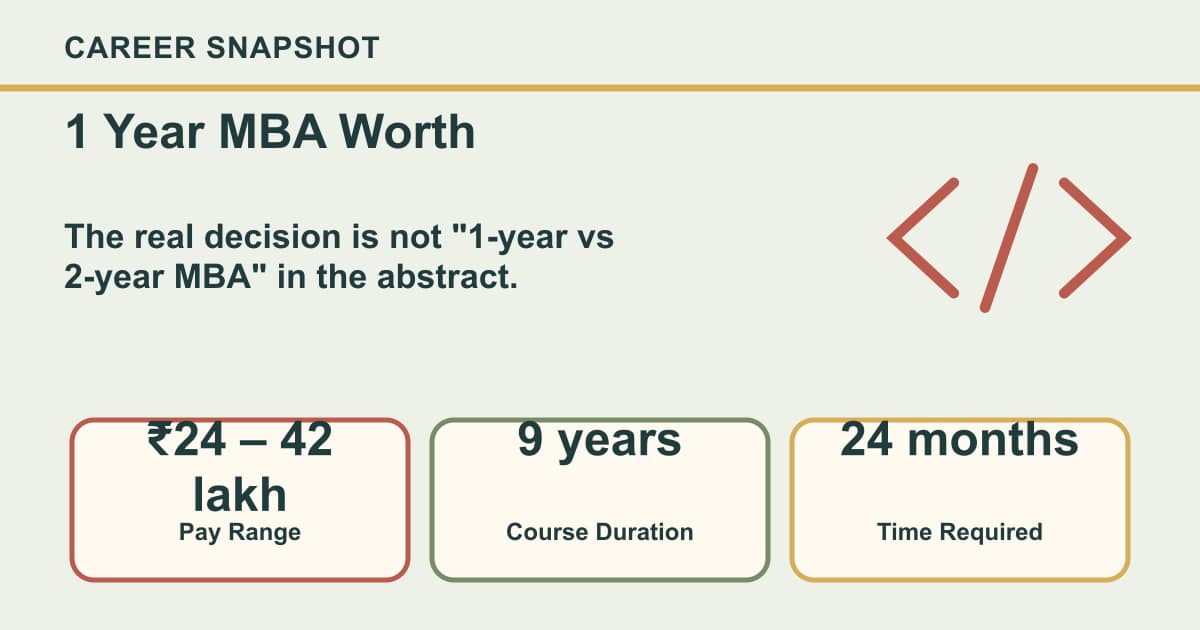 CAREER SNAPSHOT
1 Year MBA Worth
The real decision is not "1-year vs
2-year MBA" in the abstract.
₹24 – 42
lakh
Pay Range
9 years
Course Duration
24 months
Time Required